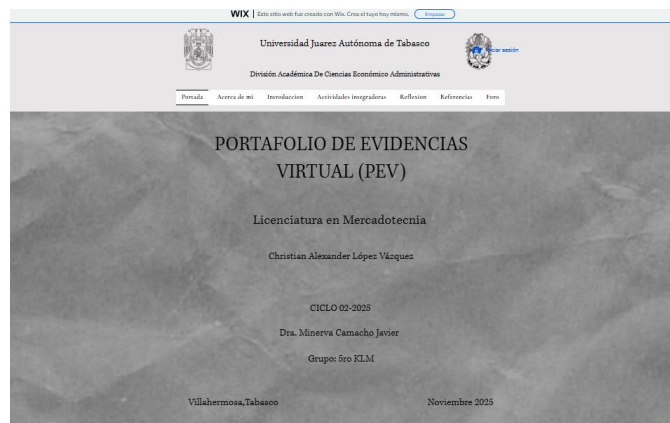 WIX | Este sitio web fue creado con Wix. Crea el tuyo hoy mismo. Empezar
Universidad Juarez Autónoma de Tabasco
Iniciar sesión
División Académica De Ciencias Económico Administrativas
Portada Acerca de mi Introduccion Actividades integradoras Reflexion Referencias Foro
PORTAFOLIO DE EVIDENCIAS
VIRTUAL (PEV)
Licenciatura en Mercadotecnia
Christian Alexander López Vázquez
CICLO 02-2025
Dra. Minerva Camacho Javier
Grupo: 5ro KLM
Villahermosa,Tabasco Noviembre 2025